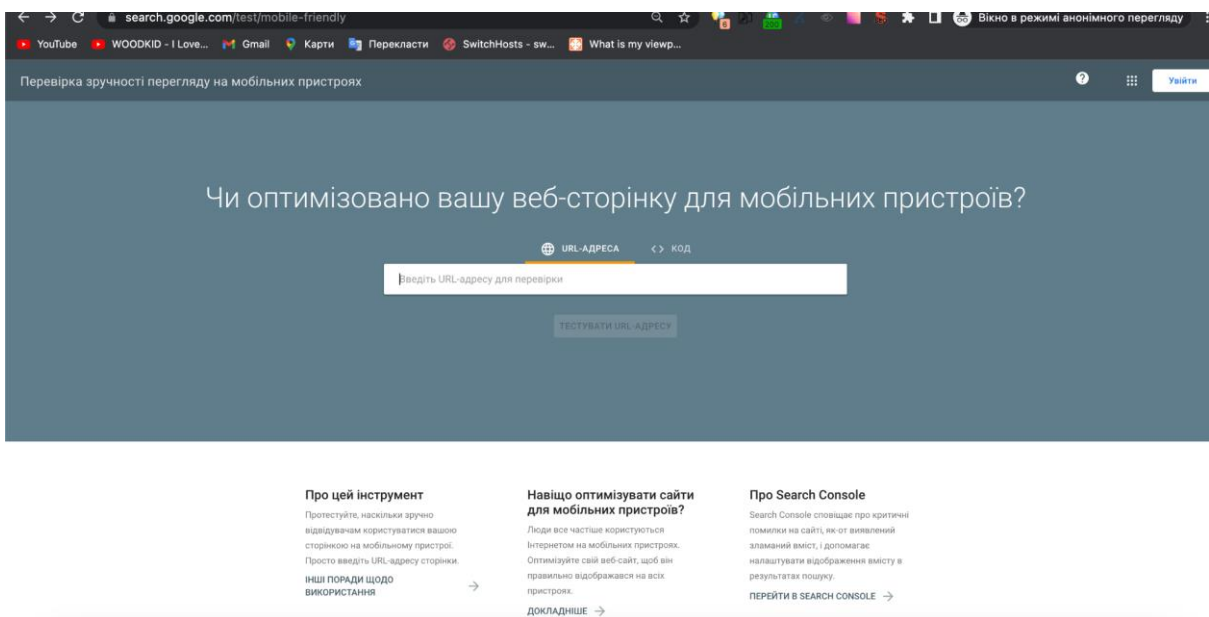 search.google.com/test/mobile-friendly
Вікно в режимі анонімного перегляду
YouTube
WOODKID - I Love...
Gmail
Карти
Перекласти
SwitchHosts - sw...
What is my viewp...
Перевірка зручності перегляду на мобільних пристроях
Увійти
Чи оптимізовано вашу веб-сторінку для мобільних пристроїв?
URL-АДРЕСА
<> КОД
Введіть URL-адресу для перевірки
ТЕСТУВАТИ URL-АДРЕСУ
Про цей інструмент
Протестуйте, наскільки зручно
відвідувачам користуватися вашою
сторінкою на мобільному пристрої.
Просто введіть URL-адресу сторінки.
ІНШІ ПОРАДИ ЩОДО
ВИКОРИСТАННЯ
Навіщо оптимізувати сайти
для мобільних пристроїв?
Люди все частіше користуються
Інтернетом на мобільних пристроях.
Оптимізуйте свій веб-сайт, щоб він
правильно відображався на всіх
пристроях.
ДОКЛАДНІШЕ
Про Search Console
Search Console сповіщає про критичні
помилки на сайті, як-от виявлений
зламаний вміст, і допомагає
налаштувати відображення вмісту в
результатах пошуку.
ПЕРЕЙТИ В SEARCH CONSOLE